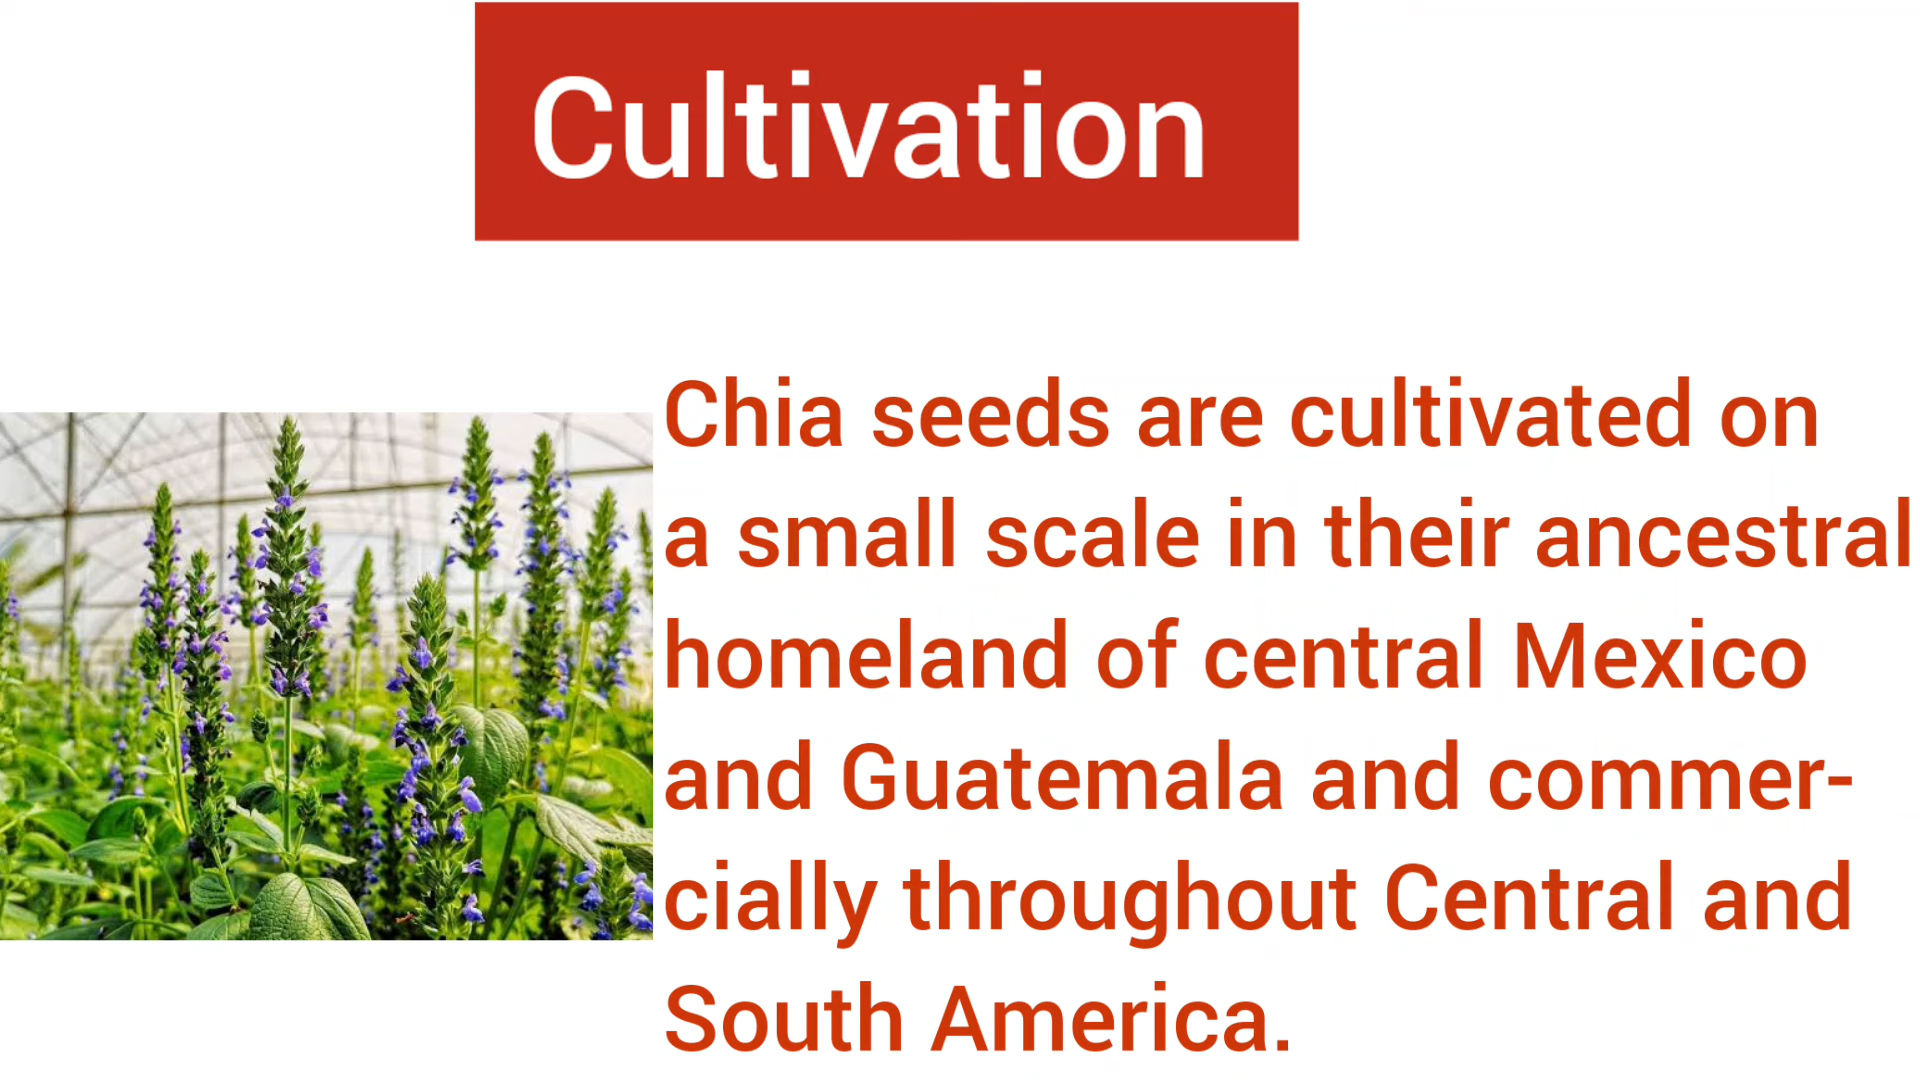 Cultivation
Chia seeds are cultivated on
a small scale in their ancestral
homeland of central Mexico
and Guatemala and commer-
cially throughout Central and
South America.